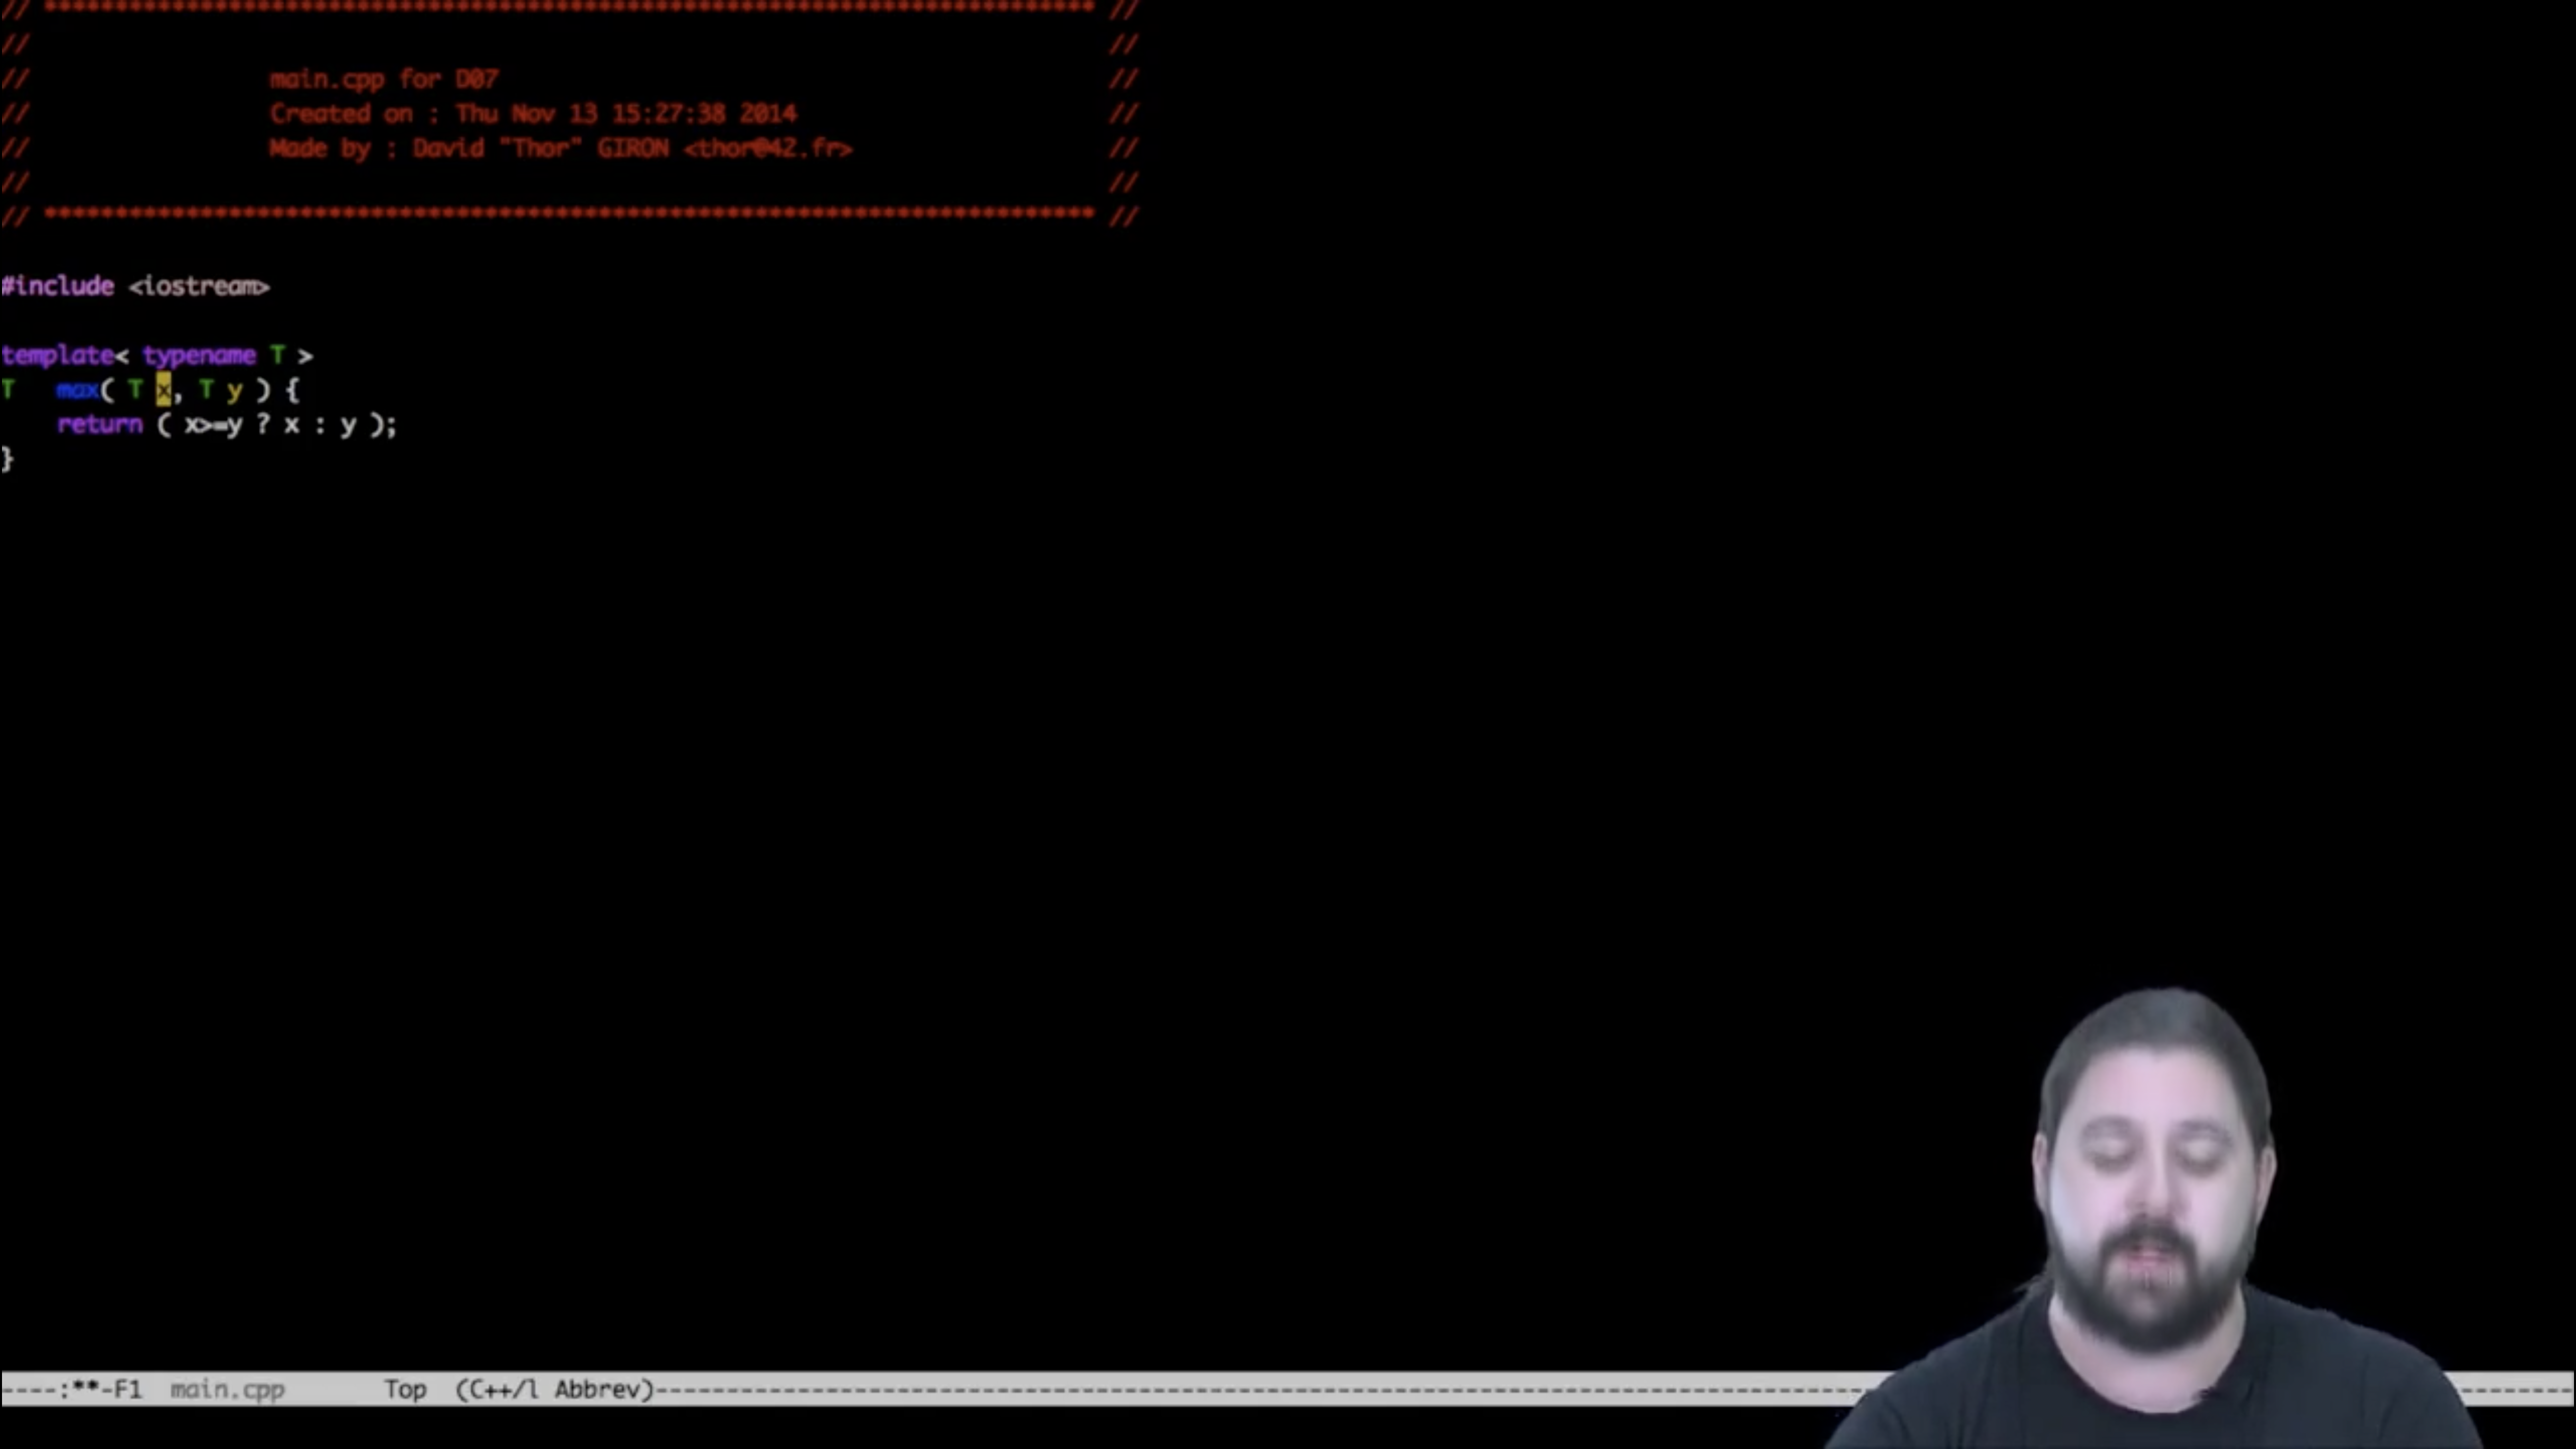 // ************************************************************************** //
// //
// main.cpp for D07 //
// Created on : Thu Nov 13 15:27:38 2014 //
// Made by : David "Thor" GIRON <thor@42.fr> //
// //
// ************************************************************************** //
#include <iostream>
template< typename T >
T max( T x, T y ) {
return ( x>=y ? x : y );
}
----:**-F1 main.cpp Top (C++/l Abbrev)----------------------------------------------------------------